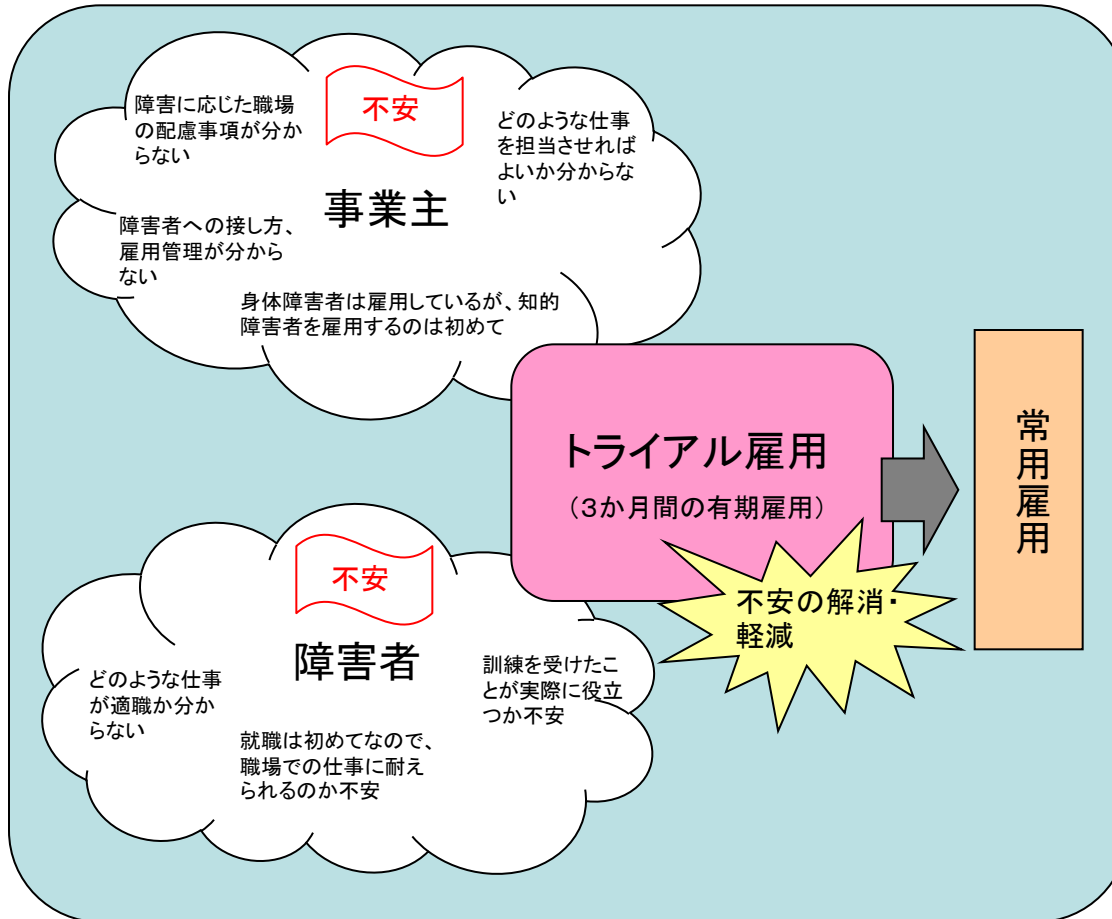 不安
障害に応じた職場
の配慮事項が分か
らない
どのような仕事
を担当させれば
よいか分からな
い
事業主
障害者への接し方、
雇用管理が分から
ない
身体障害者は雇用しているが、知的
障害者を雇用するのは初めて
トライアル雇用
（３か月間の有期雇用）
不安の解消・
軽減
常用雇用
不安
障害者
どのような仕事
が適職か分か
らない
訓練を受けたこ
とが実際に役立
つか不安
就職は初めてなので、
職場での仕事に耐え
られるのか不安